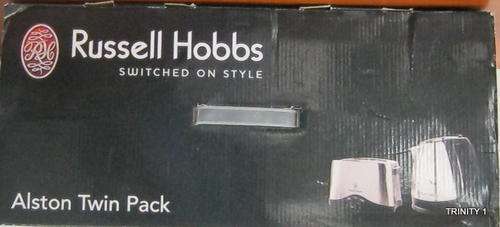 Russell Hobbs
SWITCHED ON STYLE
Alston Twin Pack
TRINITY 1